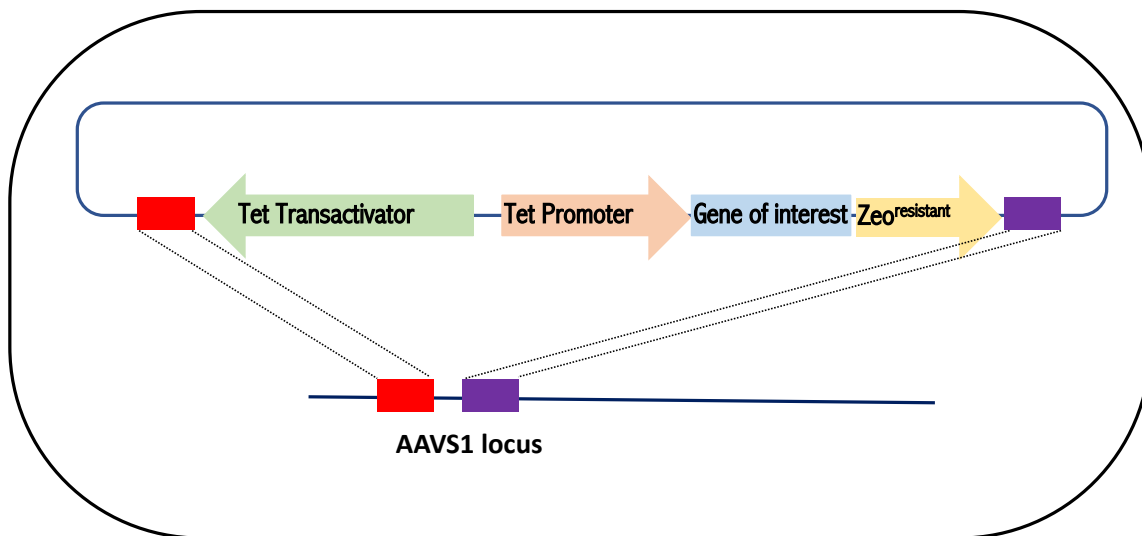 Tet Transactivator
Tet Promoter
Gene of interest
Zeoresistant
AAVS1 locus